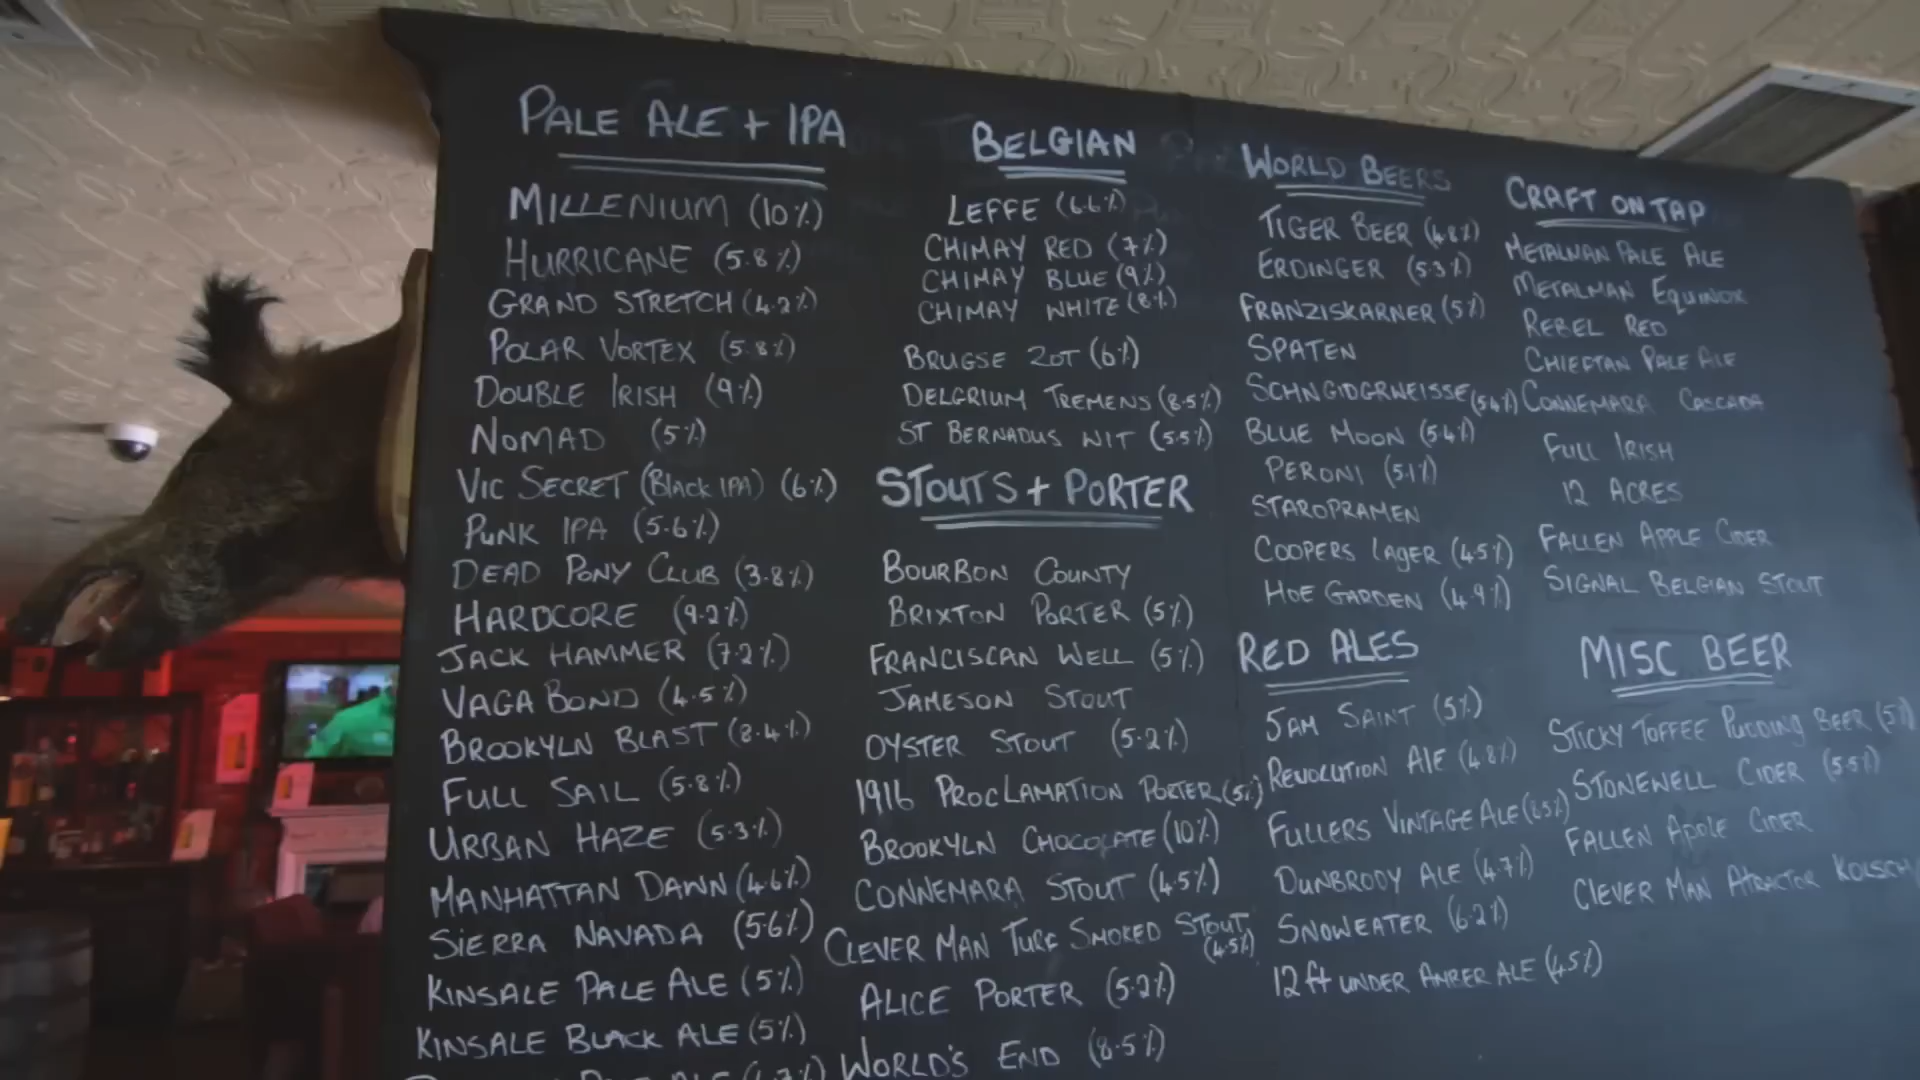 PALE ALE + IPA
MILLENIUM (10%)
HURRICANE (5.8%)
GRAND STRETCH (4.2%)
POLAR VORTEX (5.8%)
DOUBLE IRISH (9%)
NOMAD (5%)
VIC SECRET (BLACK IPA) (6%)
PUNK IPA (5.6%)
DEAD PONY CLUB (3.8%)
HARDCORE (9.2%)
JACK HAMMER (7.2%)
VAGABOND (4.5%)
BROOKYLN BLAST (8.4%)
FULL SAIL (5.8%)
URBAN HAZE (5.3%)
MANHATTAN DAWN (4.6%)
SIERRA NAVADA (5.6%)
KINSALE PALE ALE (5%)
KINSALE BLACK ALE (5%)
BELGIAN
LEFFE (6.6%)
CHIMAY RED (7%)
CHIMAY BLUE (9%)
CHIMAY WHITE (8%)
BRUGSE ZOT (6%)
DELGRIUM TREMENS (8.5%)
ST BERNADUS WIT (5.5%)
STOUTS + PORTER
BOURBON COUNTY
BRIXTON PORTER (5%)
FRANCISCAN WELL (5%)
JAMESON STOUT
OYSTER STOUT (5.2%)
1916 PROCLAMATION PORTER (5%)
BROOKYLN CHOCOLATE (10%)
CONNEMARA STOUT (4.5%)
CLEVER MAN TURF SMOKED STOUT
(4.5%)
ALICE PORTER (5.2%)
WORLD'S END (8.5%)
WORLD BEERS
TIGER BEER (4.8%)
ERDINGER (5.3%)
FRANZISKARNER (5%)
SPATEN
SCHNGIDGRWEISSE (5.4%)
BLUE MOON (5.4%)
PERONI (5.1%)
STAROPRAMEN
COOPERS LAGER (4.5%)
HOE GARDEN (4.9%)
RED ALES
5AM SAINT (5%)
REVOLUTION ALE (4.8%)
FULLERS VINTAGE ALE (8.5%)
DUNBRODY ALE (4.7%)
SNOWEATER (6.2%)
12 ft UNDER AMBER ALE (4.5%)
CRAFT ON TAP
METALMAN PALE ALE
METALMAN EQUINOX
REBEL RED
CHIEFTAN PALE ALE
CONNEMARA CASCADA
FULL IRISH
12 ACRES
FALLEN APPLE CIDER
SIGNAL BELGIAN STOUT
MISC BEER
STICKY TOFFEE PUDDING BEER (5%)
STONEWELL CIDER (5.5%)
FALLEN APPLE CIDER
CLEVER MAN ATRACTOR KOLSCH